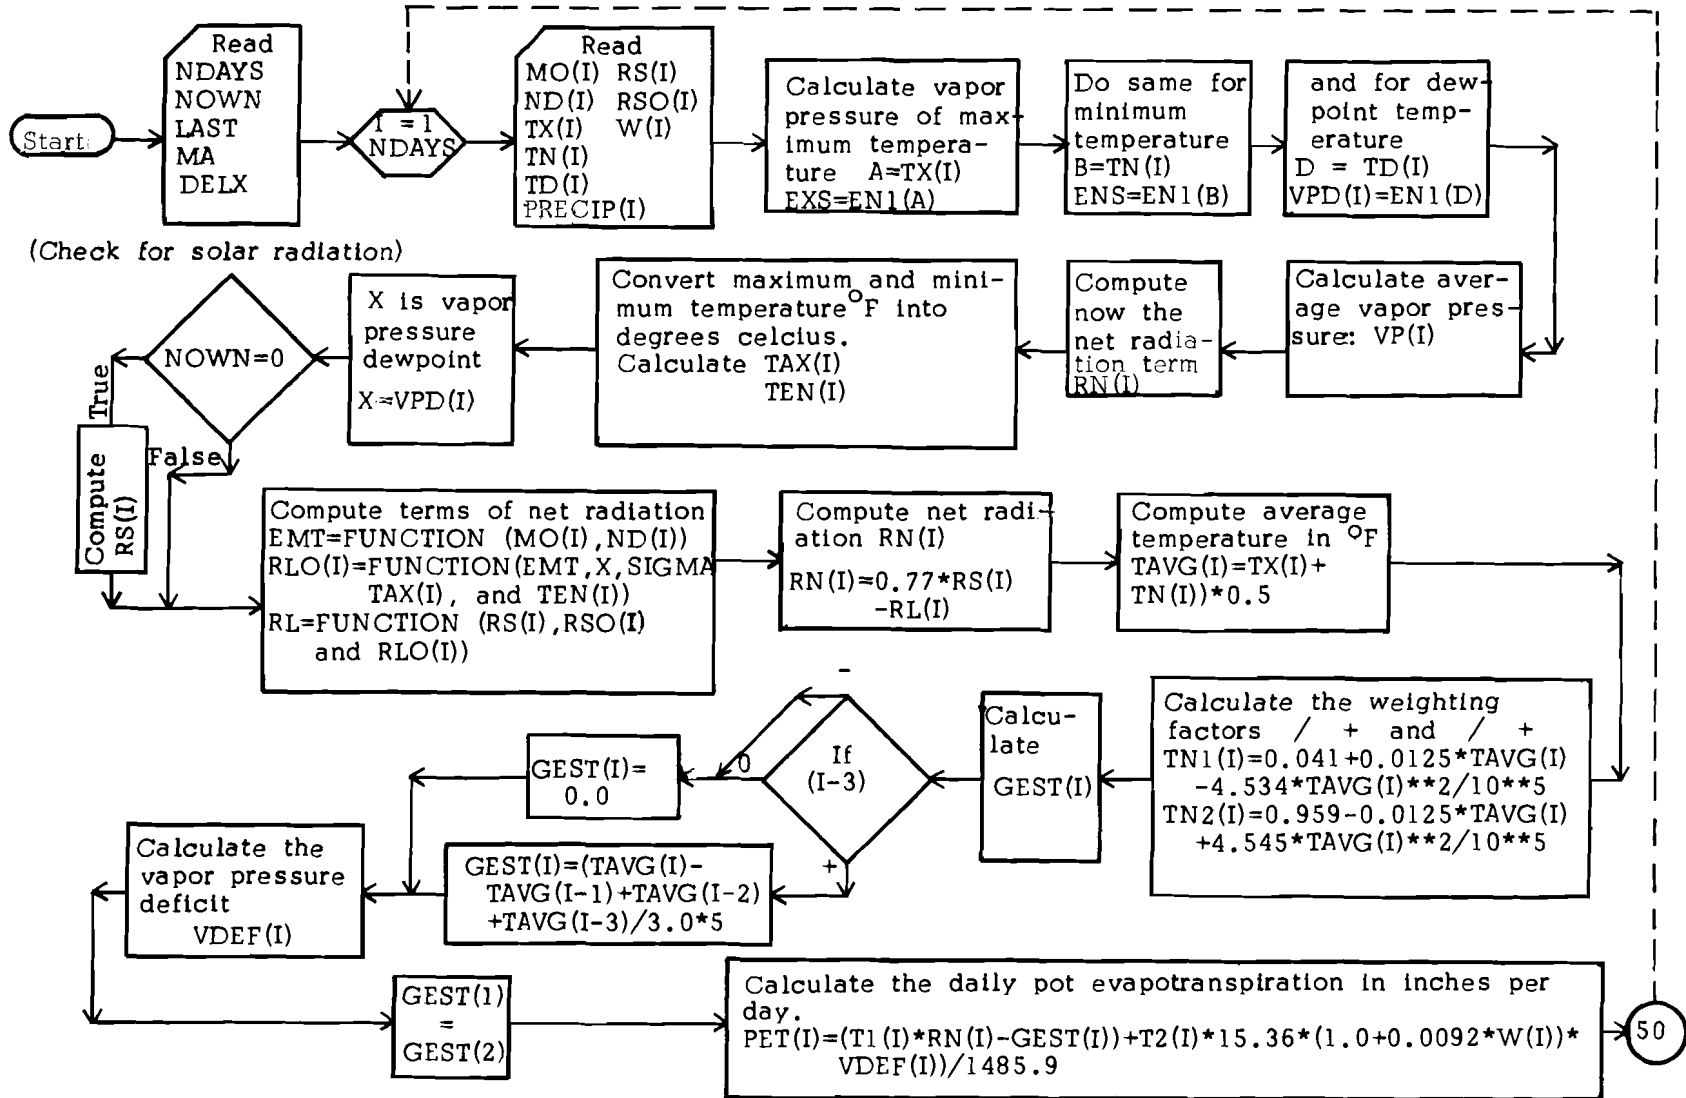 Start
Read
NDAYS
NOWN
LAST
MA
DELX
I = 1
NDAYS
Read
MO(I) RS(I)
ND(I) RSO(I)
TX(I) W(I)
TN(I)
TD(I)
PRECIP(I)
Calculate vapor
pressure of max-
imum tempera-
ture A=TX(I)
EXS=EN1(A)
Do same for
minimum
temperature
B=TN(I)
ENS=EN1(B)
and for dew-
point temp-
erature
D = TD(I)
VPD(I)=EN1(D)
Calculate aver-
age vapor pres-
sure: VP(I)
Compute
now the
net radia-
tion term
RN(I)
Convert maximum and mini-
mum temperature °F into
degrees celcius.
Calculate TAX(I)
TEN(I)
X is vapor
pressure
dewpoint
X=VPD(I)
(Check for solar radiation)
NOWN=0
True
False
Compute
RS(I)
Compute terms of net radiation
EMT=FUNCTION (MO(I),ND(I))
RLO(I)=FUNCTION(EMT,X,SIGMA
TAX(I), and TEN(I))
RL=FUNCTION (RS(I),RSO(I)
and RLO(I))
Compute net radi-
ation RN(I)
RN(I)=0.77*RS(I)
-RL(I)
Compute average
temperature in °F
TAVG(I)=TX(I)+
TN(I))*0.5
Calculate the weighting
factors / + and / +
TN1(I)=0.041+0.0125*TAVG(I)
-4.534*TAVG(I)**2/10**5
TN2(I)=0.959-0.0125*TAVG(I)
+4.545*TAVG(I)**2/10**5
Calcu-
late
GEST(I)
If
(I-3)
-
0
+
GEST(I)=
0.0
GEST(I)=(TAVG(I)-
TAVG(I-1)+TAVG(I-2)
+TAVG(I-3)/3.0*5
Calculate the
vapor pressure
deficit
VDEF(I)
GEST(1)
=
GEST(2)
Calculate the daily pot evapotranspiration in inches per
day.
PET(I)=(T1(I)*RN(I)-GEST(I))+T2(I)*15.36*(1.0+0.0092*W(I))*
VDEF(I))/1485.9
50